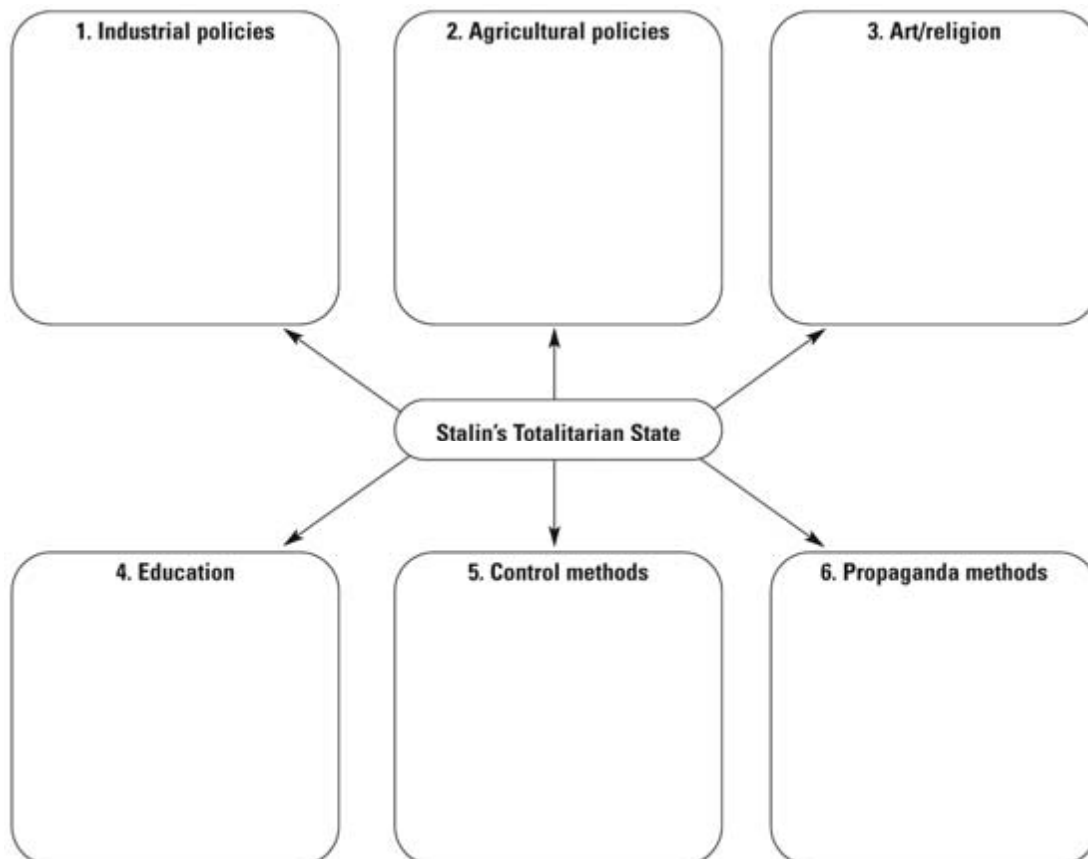 1. Industrial policies
2. Agricultural policies
3. Art/religion
Stalin's Totalitarian State
4. Education
5. Control methods
6. Propaganda methods